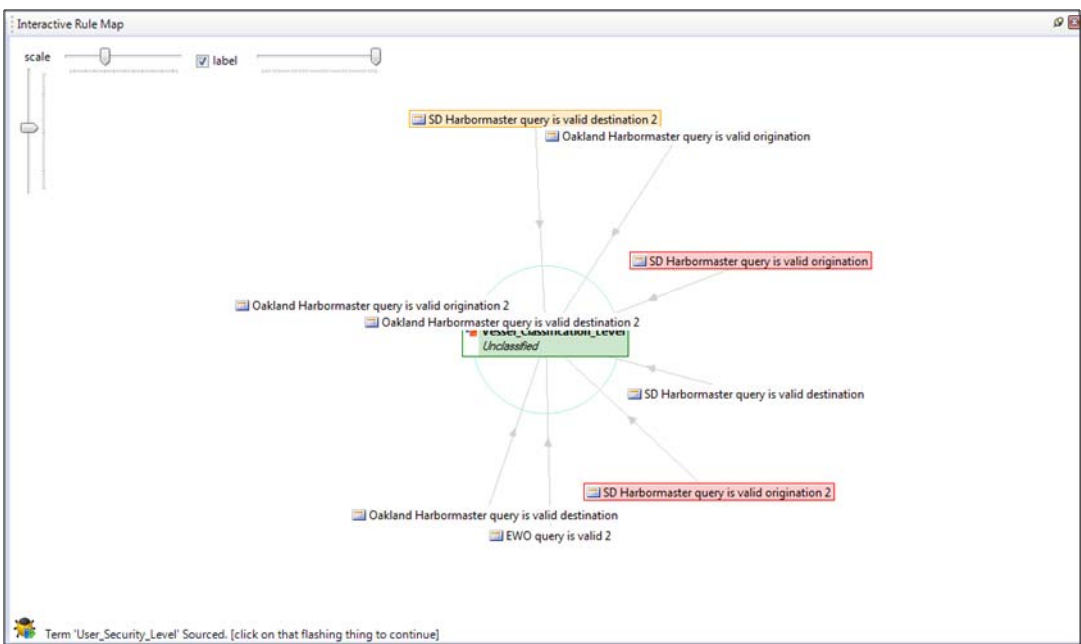 Interactive Rule Map
scale
label
SD Harbormaster query is valid destination 2
Oakland Harbormaster query is valid origination
SD Harbormaster query is valid origination
Oakland Harbormaster query is valid origination 2
Oakland Harbormaster query is valid destination 2
Vessel_Classification_Level
Unclassified
SD Harbormaster query is valid destination
SD Harbormaster query is valid origination 2
Oakland Harbormaster query is valid destination
EWO query is valid 2
Term 'User_Security_Level' Sourced. [click on that flashing thing to continue]